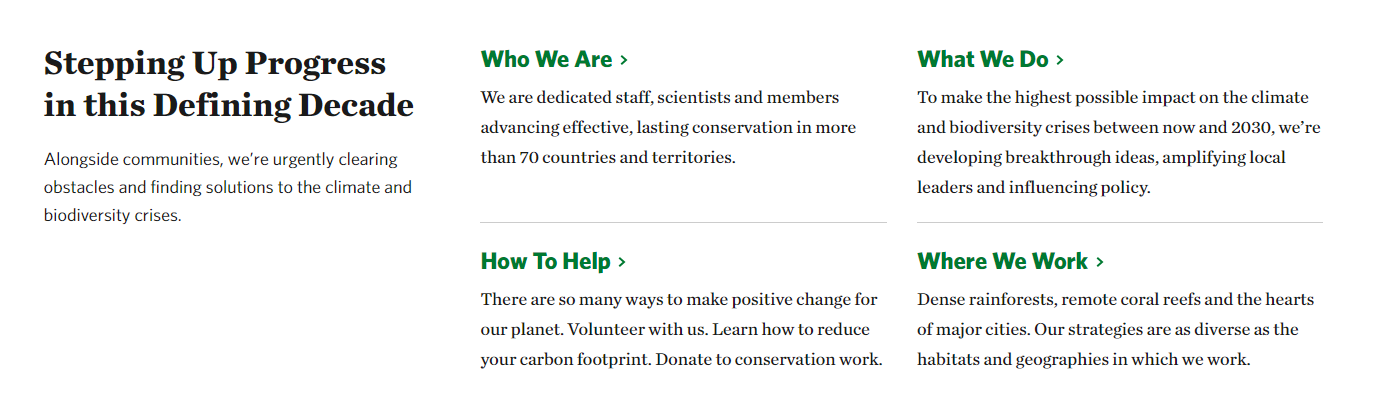 Stepping Up Progress
in this Defining Decade
Alongside communities, we're urgently clearing
obstacles and finding solutions to the climate and
biodiversity crises.
Who We Are >
We are dedicated staff, scientists and members
advancing effective, lasting conservation in more
than 70 countries and territories.
What We Do >
To make the highest possible impact on the climate
and biodiversity crises between now and 2030, we're
developing breakthrough ideas, amplifying local
leaders and influencing policy.
How To Help >
There are so many ways to make positive change for
our planet. Volunteer with us. Learn how to reduce
your carbon footprint. Donate to conservation work.
Where We Work >
Dense rainforests, remote coral reefs and the hearts
of major cities. Our strategies are as diverse as the
habitats and geographies in which we work.